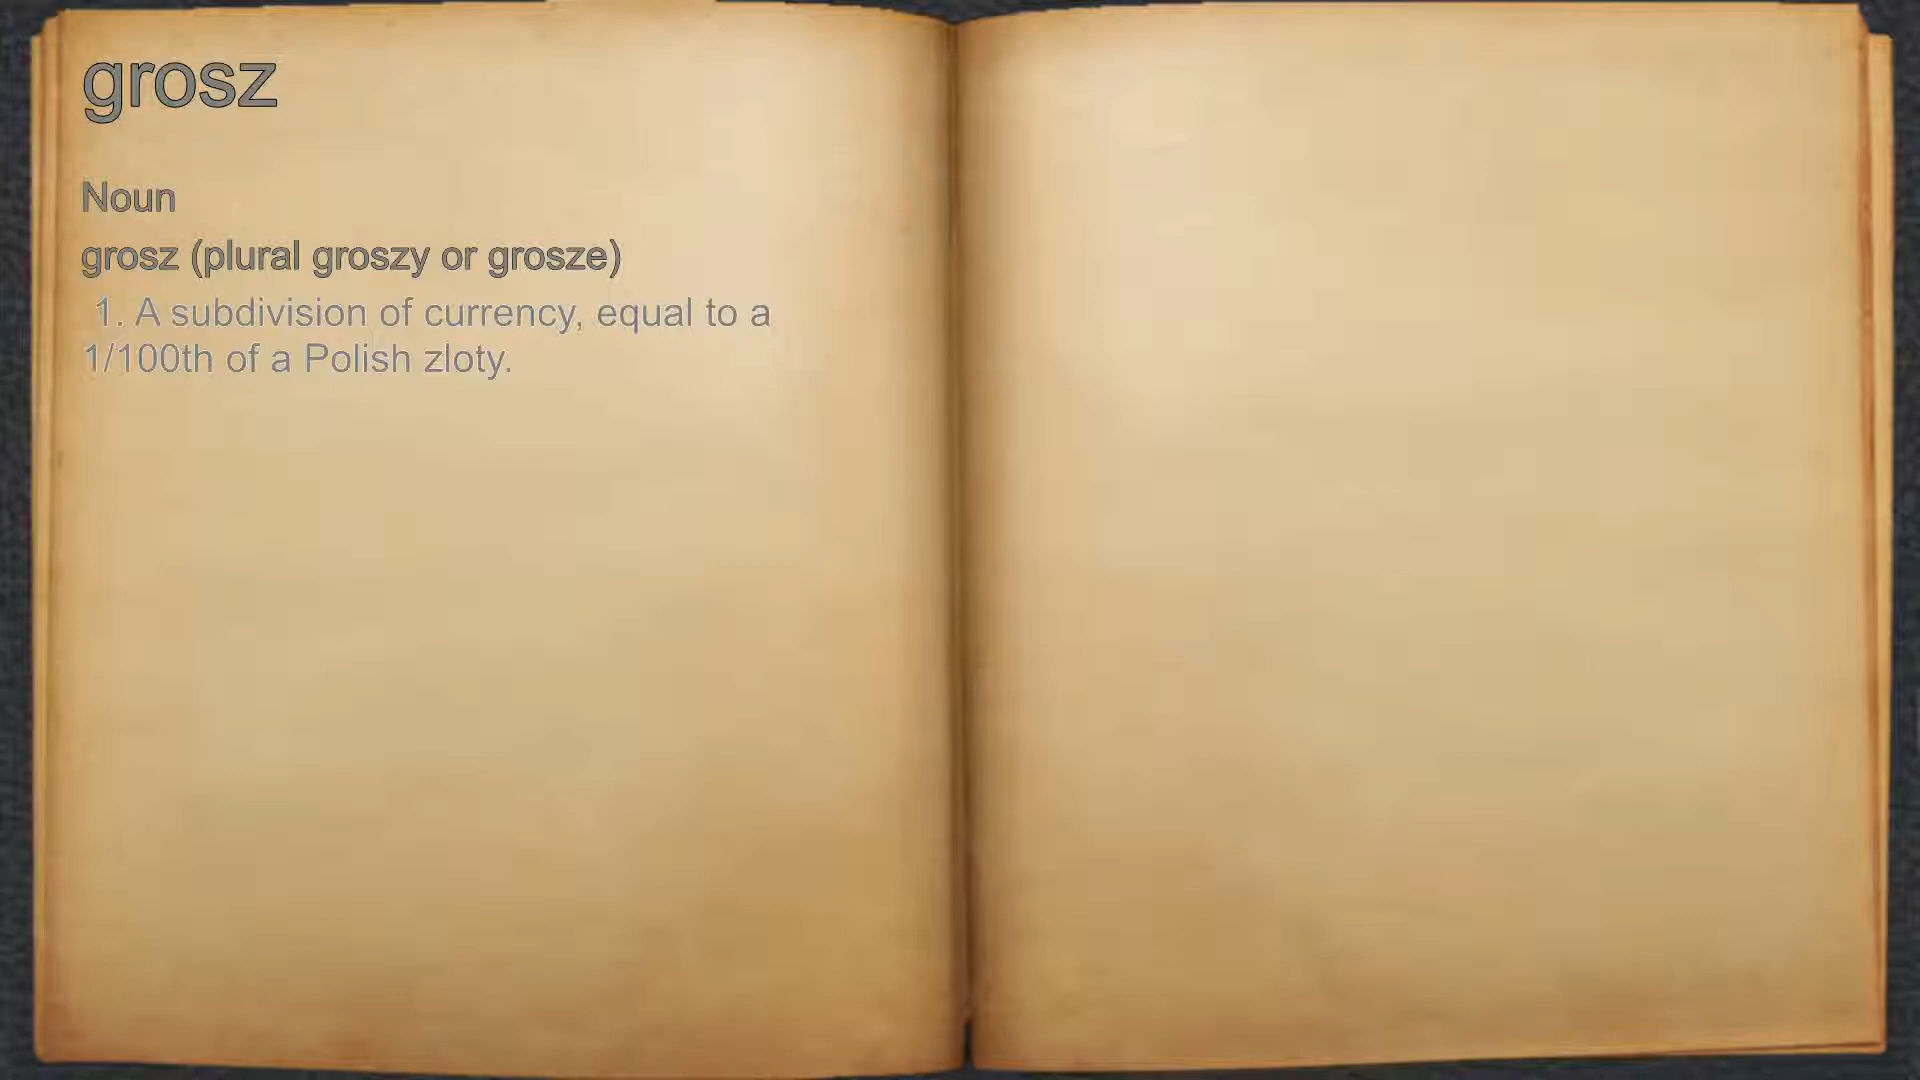 grosz
Noun
grosz (plural groszy or grosze)
1. A subdivision of currency, equal to a
1/100th of a Polish zloty.